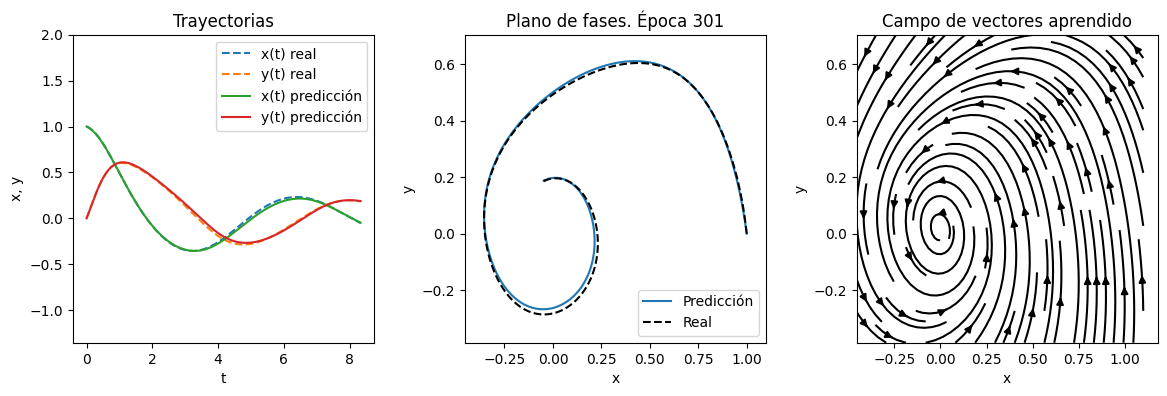 Trayectorias
2.0
1.5
1.0
0.5
0.0
−0.5
−1.0
x, y
0 2 4 6 8
t
x(t) real
y(t) real
x(t) predicción
y(t) predicción
Plano de fases. Época 301
0.6
0.4
0.2
0.0
−0.2
y
−0.25 0.00 0.25 0.50 0.75 1.00
x
Predicción
Real
Campo de vectores aprendido
0.6
0.4
0.2
0.0
−0.2
y
−0.25 0.00 0.25 0.50 0.75 1.00
x